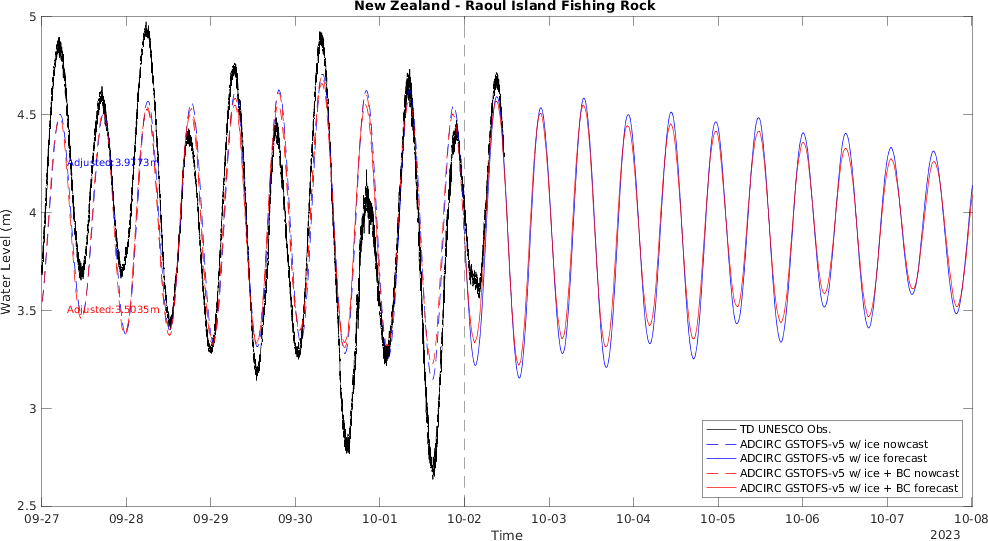 New Zealand - Raoul Island Fishing Rock
5
4.5
4
3.5
3
2.5
Water Level (m)
Adjusted:3.9773m
Adjusted:3.5035m
TD UNESCO Obs.
ADCIRC GSTOFS-v5 w/ ice nowcast
ADCIRC GSTOFS-v5 w/ ice forecast
ADCIRC GSTOFS-v5 w/ ice + BC nowcast
ADCIRC GSTOFS-v5 w/ ice + BC forecast
09-27 09-28 09-29 09-30 10-01 10-02 10-03 10-04 10-05 10-06 10-07 10-08
Time
2023